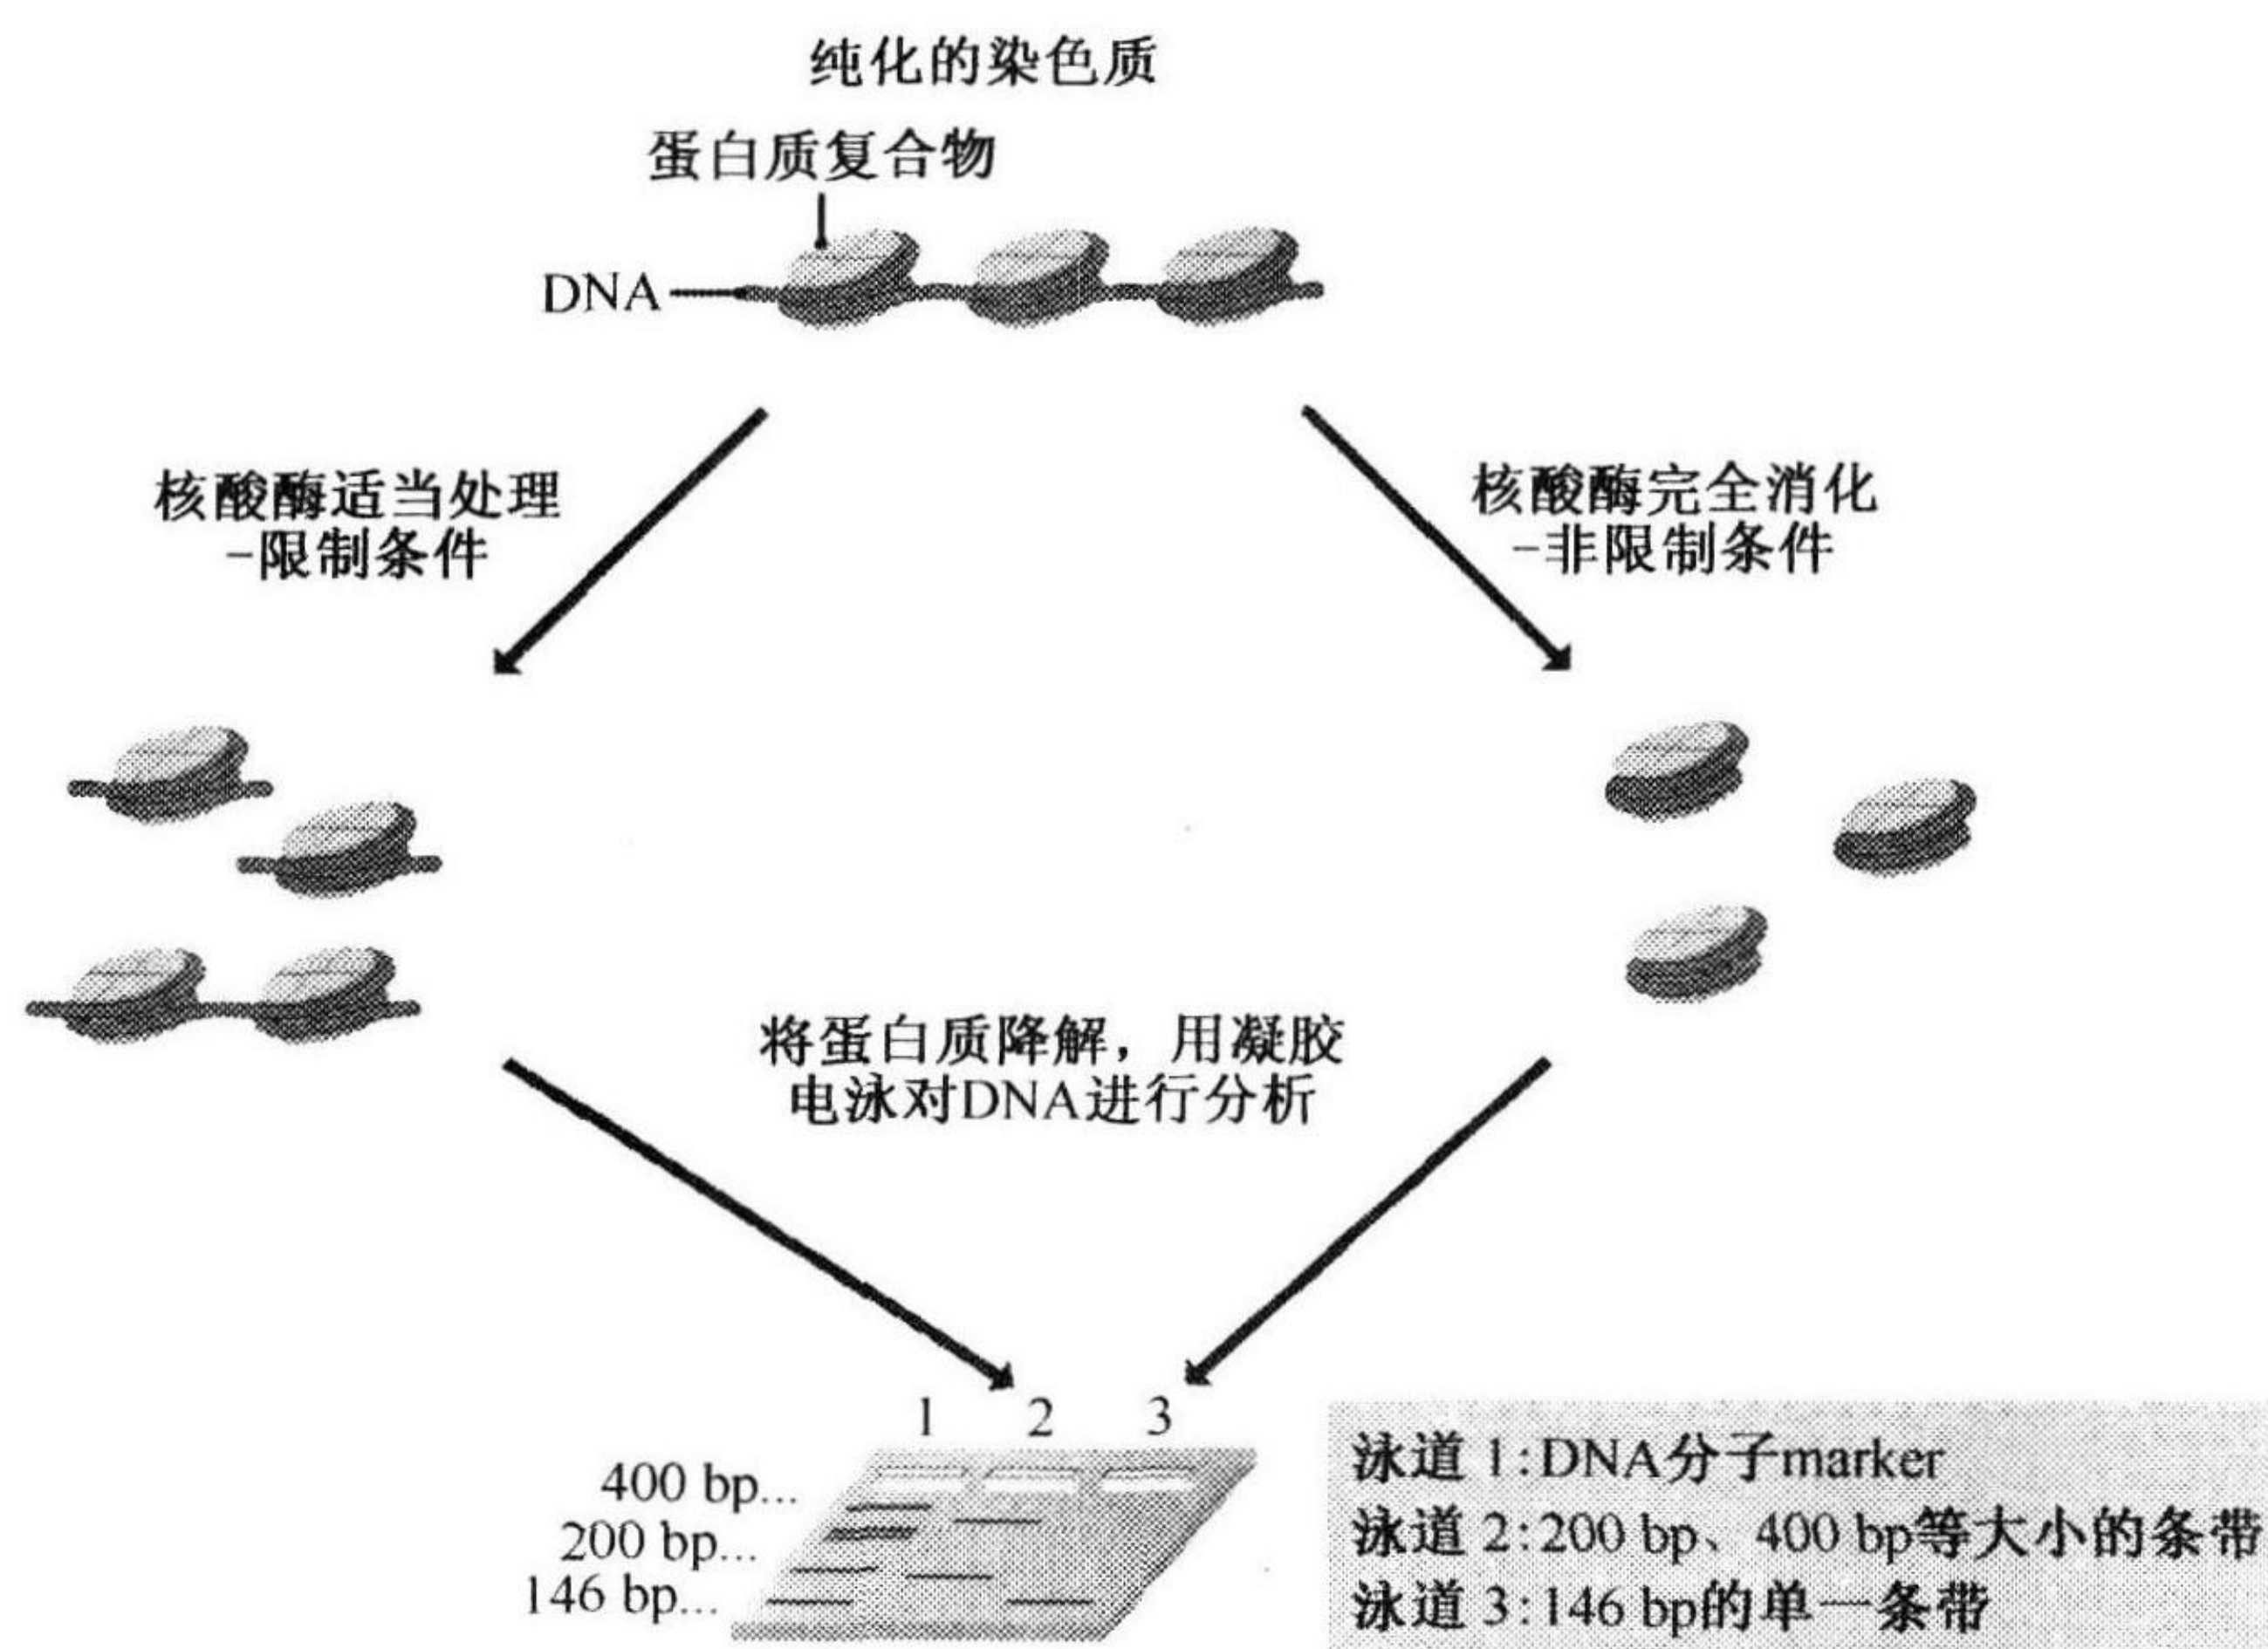 纯化的染色质
蛋白质复合物
DNA
核酸酶适当处理
-限制条件
核酸酶完全消化
-非限制条件
将蛋白质降解，用凝胶
电泳对DNA进行分析
1 2 3
400 bp...
200 bp...
146 bp...
泳道 1:DNA分子marker
泳道 2:200 bp、400 bp等大小的条带
泳道 3:146 bp的单一条带